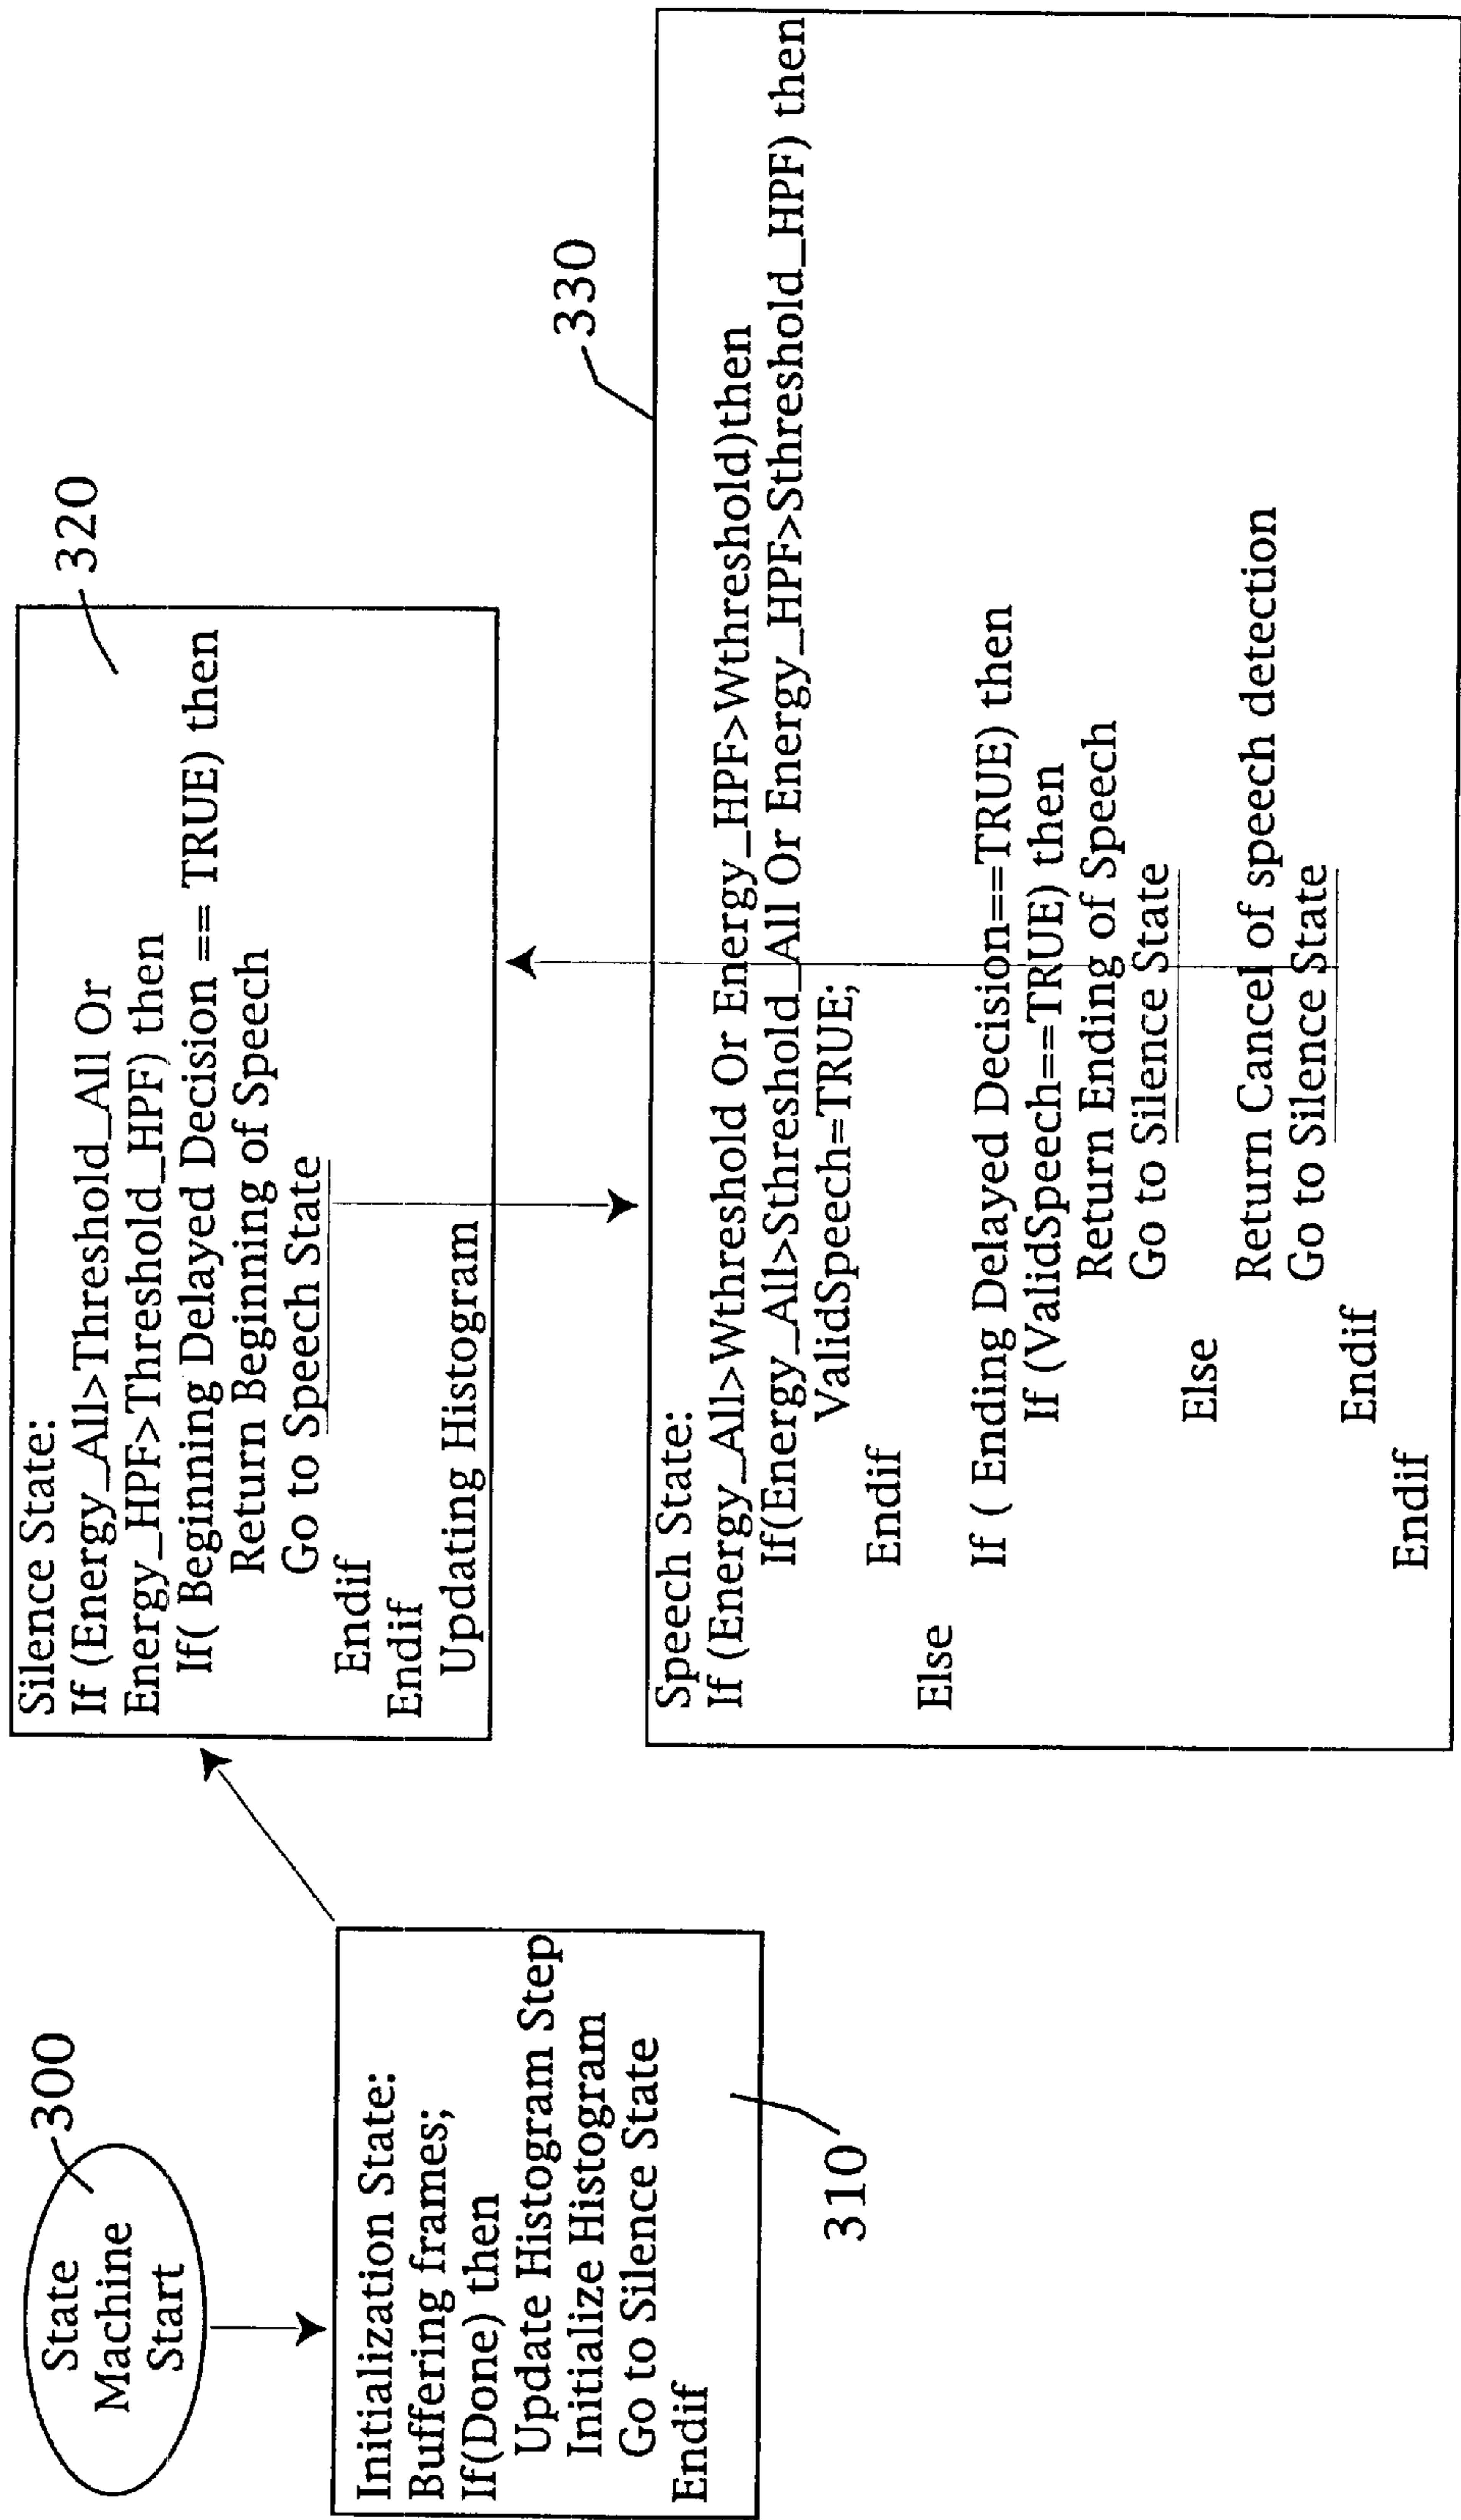 State
Machine
Start
300
Initialization State:
Buffering frames;
If(Done) then
Update Histogram Step
Initialize Histogram
Go to Silence State
Endif
310
Silence State:
If (Energy_All>Threshold_All Or
Energy_HPF>Threshold_HPF) then
If( Beginning Delayed Decision == TRUE) then
Return Beginning of Speech
Go to Speech State
Endif
Endif
Updating Histogram
320
Speech State:
If (Energy_All>Wthreshold Or Energy_HPF>Wthreshold)then
If(Energy_All>Sthreshold_All Or Energy_HPF>Sthreshold_HPF) then
ValidSpeech=TRUE;
Endif
Else
If ( Ending Delayed Decision==TRUE) then
If (ValidSpeech==TRUE) then
Return Ending of Speech
Go to Silence State
Else
Return Cancel of speech detection
Go to Silence State
Endif
Endif
330